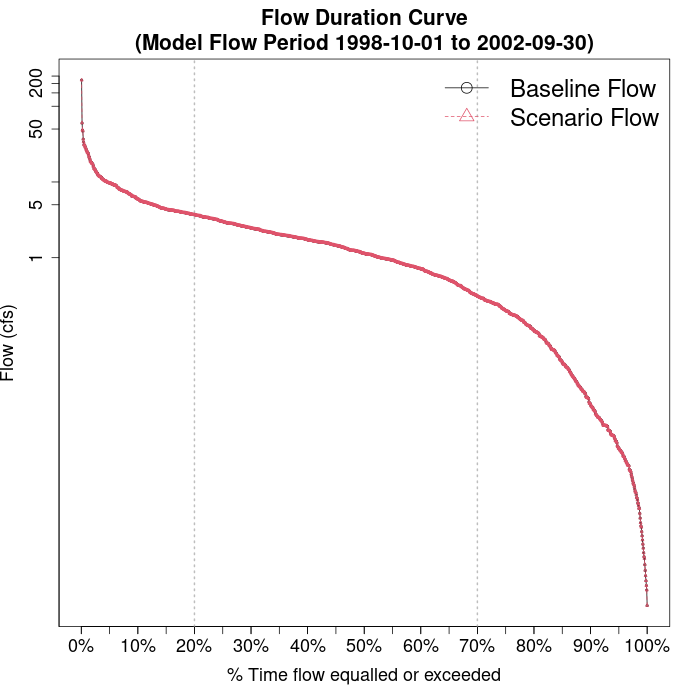 Flow Duration Curve
(Model Flow Period 1998-10-01 to 2002-09-30)
Baseline Flow
Scenario Flow
200
50
5
1
Flow (cfs)
0% 10% 20% 30% 40% 50% 60% 70% 80% 90% 100%
% Time flow equalled or exceeded